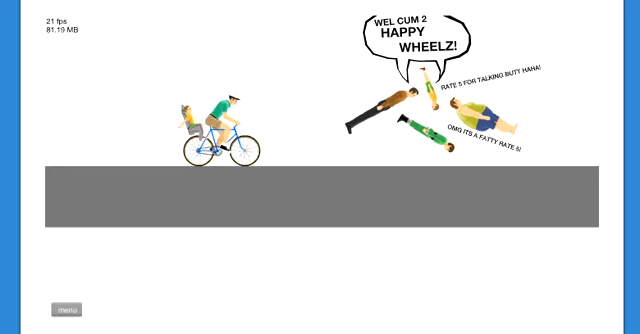 21 fps
81.19 MB
WEL CUM 2
HAPPY
WHEELZ!
RATE 5 FOR TALKING BUTT HAHA!
OMG ITS A FATTY RATE 5!
menu